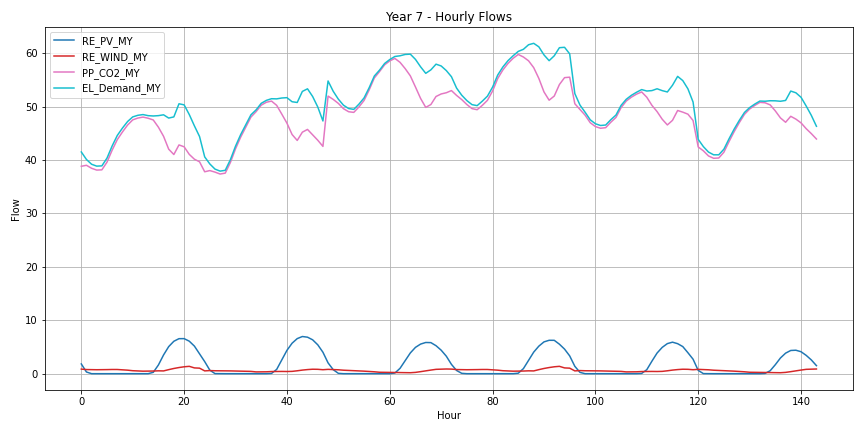 Year 7 - Hourly Flows
RE_PV_MY
RE_WIND_MY
PP_CO2_MY
EL_Demand_MY
60
50
40
30
20
10
0
Flow
0 20 40 60 80 100 120 140
Hour